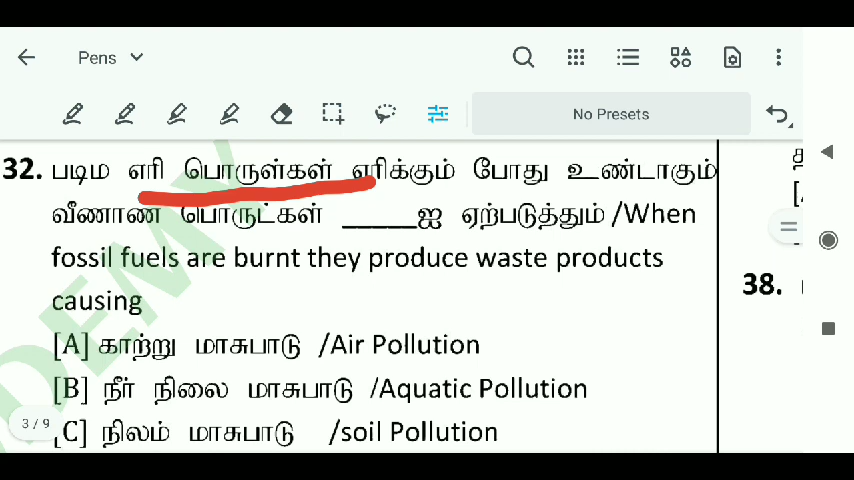 Pens
No Presets
32. படிம எரி பொருள்கள் எரிக்கும் போது உண்டாகும்
வீணாண பொருட்கள் ______ஐ ஏற்படுத்தும் /When
fossil fuels are burnt they produce waste products
causing
[A] காற்று மாசுபாடு /Air Pollution
[B] நீர் நிலை மாசுபாடு /Aquatic Pollution
[C] நிலம் மாசுபாடு /soil Pollution
3 / 9
38.